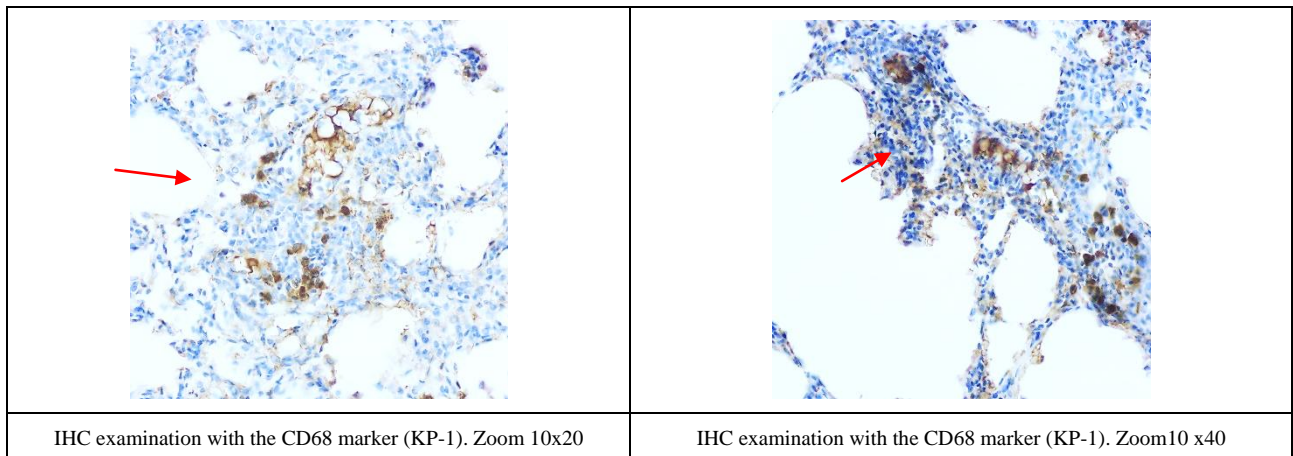 IHC examination with the CD68 marker (KP-1). Zoom 10x20
IHC examination with the CD68 marker (KP-1). Zoom10 x40